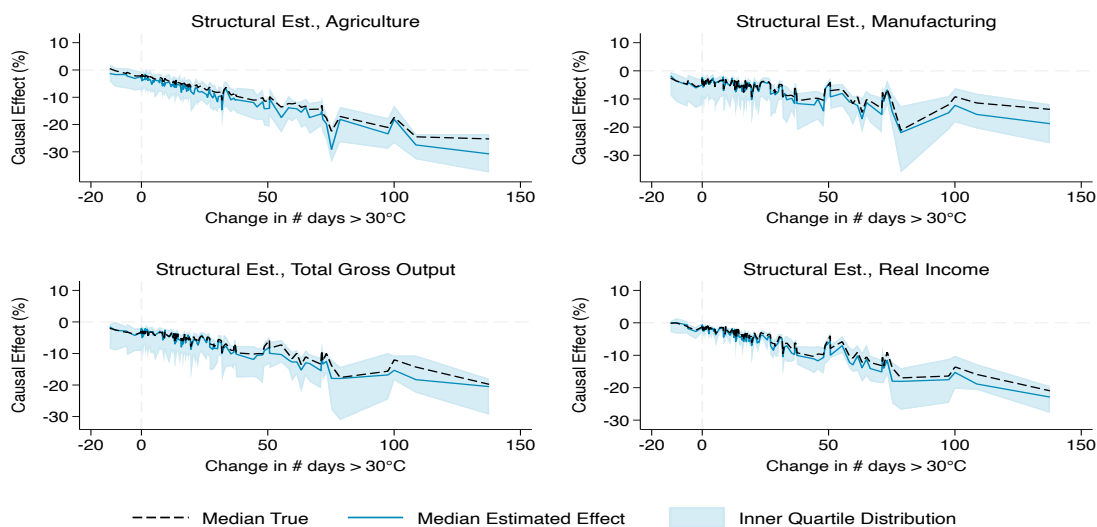 Structural Est., Agriculture
Causal Effect (%)
10
0
-10
-20
-30
-20 0 50 100 150
Change in # days > 30°C
Structural Est., Manufacturing
Causal Effect (%)
10
0
-10
-20
-30
-20 0 50 100 150
Change in # days > 30°C
Structural Est., Total Gross Output
Causal Effect (%)
10
0
-10
-20
-30
-20 0 50 100 150
Change in # days > 30°C
Structural Est., Real Income
Causal Effect (%)
10
0
-10
-20
-30
-20 0 50 100 150
Change in # days > 30°C
Median True Median Estimated Effect Inner Quartile Distribution